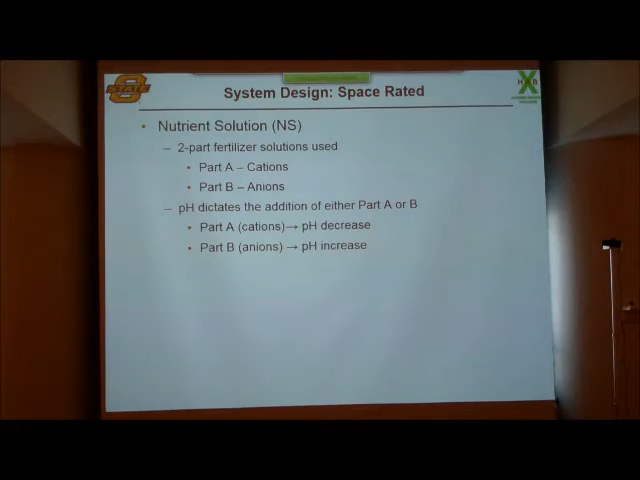 STATE
System Design: Space Rated
X
HAB
• Nutrient Solution (NS)
– 2-part fertilizer solutions used
• Part A – Cations
• Part B – Anions
– pH dictates the addition of either Part A or B
• Part A (cations)→ pH decrease
• Part B (anions) → pH increase